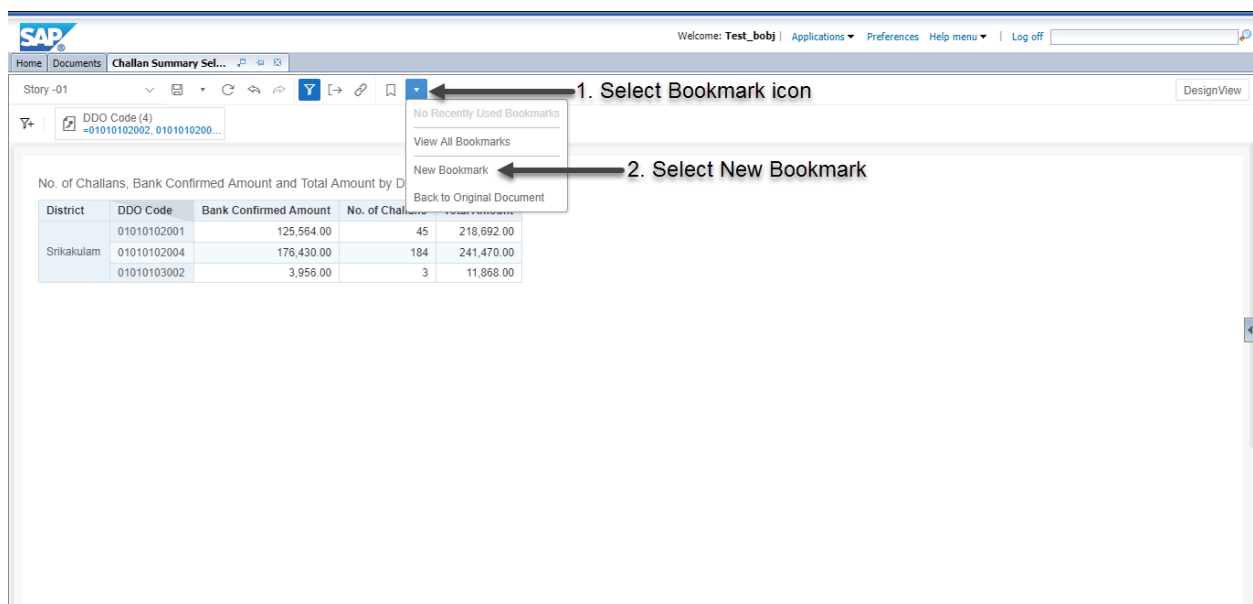 SAP®
Welcome: Test_bobj | Applications Preferences Help menu | Log off
Home Documents Challan Summary Sel...
Story -01 DesignView
1. Select Bookmark icon
DDO Code (4)
=01010102002, 0101010200...
No Recently Used Bookmarks
View All Bookmarks
New Bookmark
2. Select New Bookmark
Back to Original Document
No. of Challans, Bank Confirmed Amount and Total Amount by D
District DDO Code Bank Confirmed Amount No. of Challans Total Amount
01010102001 125,564.00 45 218,692.00
Srikakulam 01010102004 176,430.00 184 241,470.00
01010103002 3,956.00 3 11,868.00